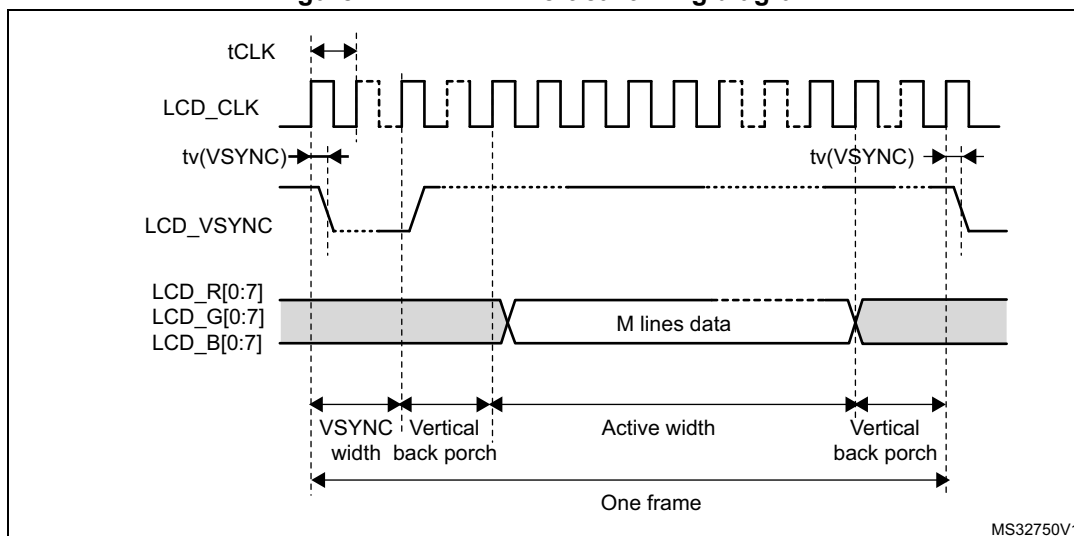 tCLK
LCD_CLK
tv(VSYNC)
tv(VSYNC)
LCD_VSYNC
LCD_R[0:7]
LCD_G[0:7]
LCD_B[0:7]
M lines data
VSYNC width
Vertical back porch
Active width
Vertical back porch
One frame
MS32750V1